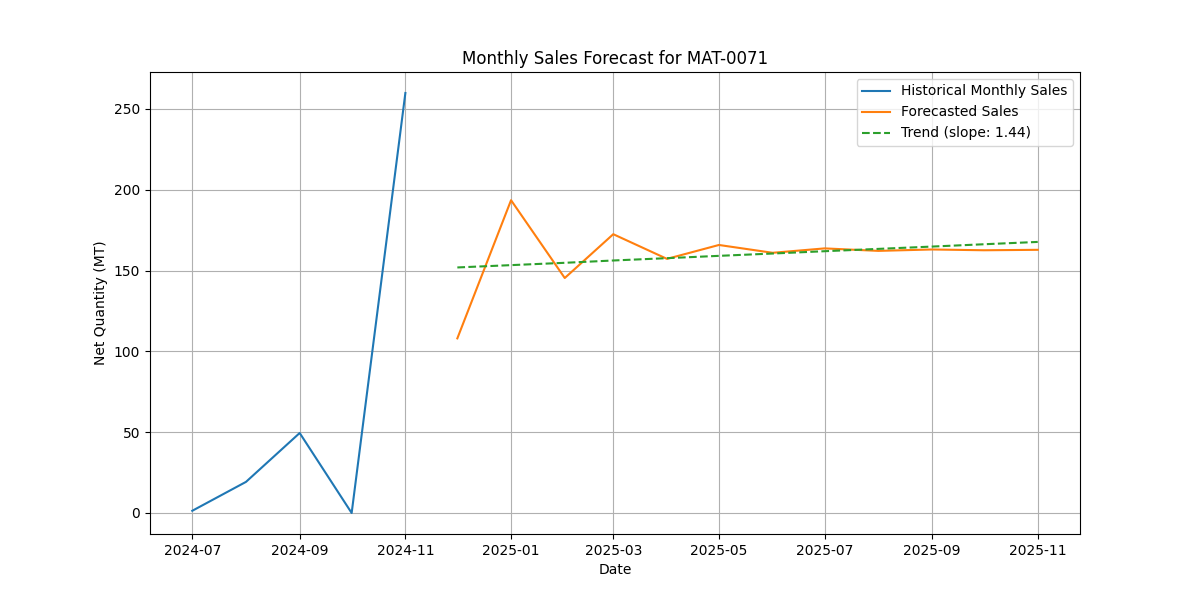 Monthly Sales Forecast for MAT-0071
Historical Monthly Sales
Forecasted Sales
Trend (slope: 1.44)
Net Quantity (MT)
250
200
150
100
50
0
2024-07 2024-09 2024-11 2025-01 2025-03 2025-05 2025-07 2025-09 2025-11
Date